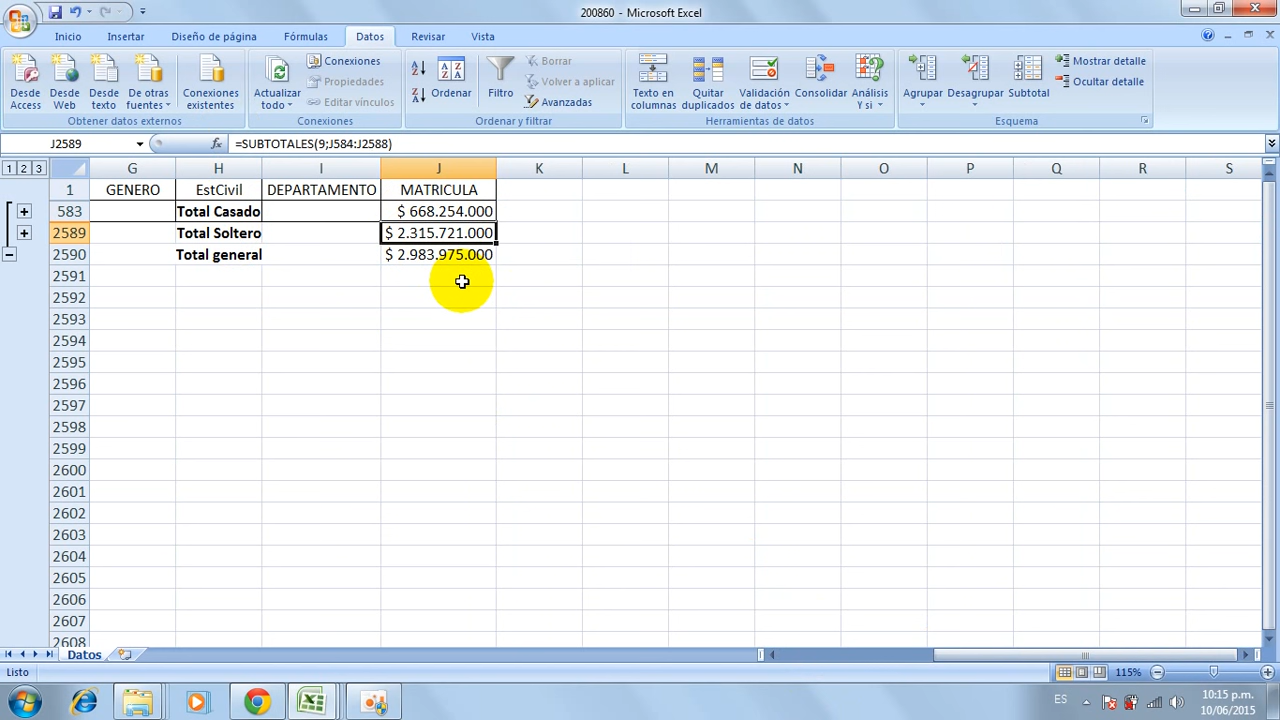 200860 - Microsoft Excel
Inicio Insertar Diseño de página Fórmulas Datos Revisar Vista
Desde Access
Desde Web
Desde texto
De otras fuentes
Conexiones existentes
Obtener datos externos
Actualizar todo
Conexiones
Propiedades
Editar vínculos
Conexiones
Ordenar
Filtro
Borrar
Volver a aplicar
Avanzadas
Ordenar y filtrar
Texto en columnas
Quitar duplicados
Validación de datos
Consolidar
Análisis Y si
Herramientas de datos
Agrupar
Desagrupar
Subtotal
Mostrar detalle
Ocultar detalle
Esquema
J2589 fx =SUBTOTALES(9;J584:J2588)
1 2 3 G H I J K L M N O P Q R S
1 GENERO EstCivil DEPARTAMENTO MATRICULA
583 Total Casado $ 668.254.000
2589 Total Soltero $ 2.315.721.000
2590 Total general $ 2.983.975.000
2591
2592
2593
2594
2595
2596
2597
2598
2599
2600
2601
2602
2603
2604
2605
2606
2607
2608
Datos
Listo 115%
ES 10:15 p.m.
10/06/2015